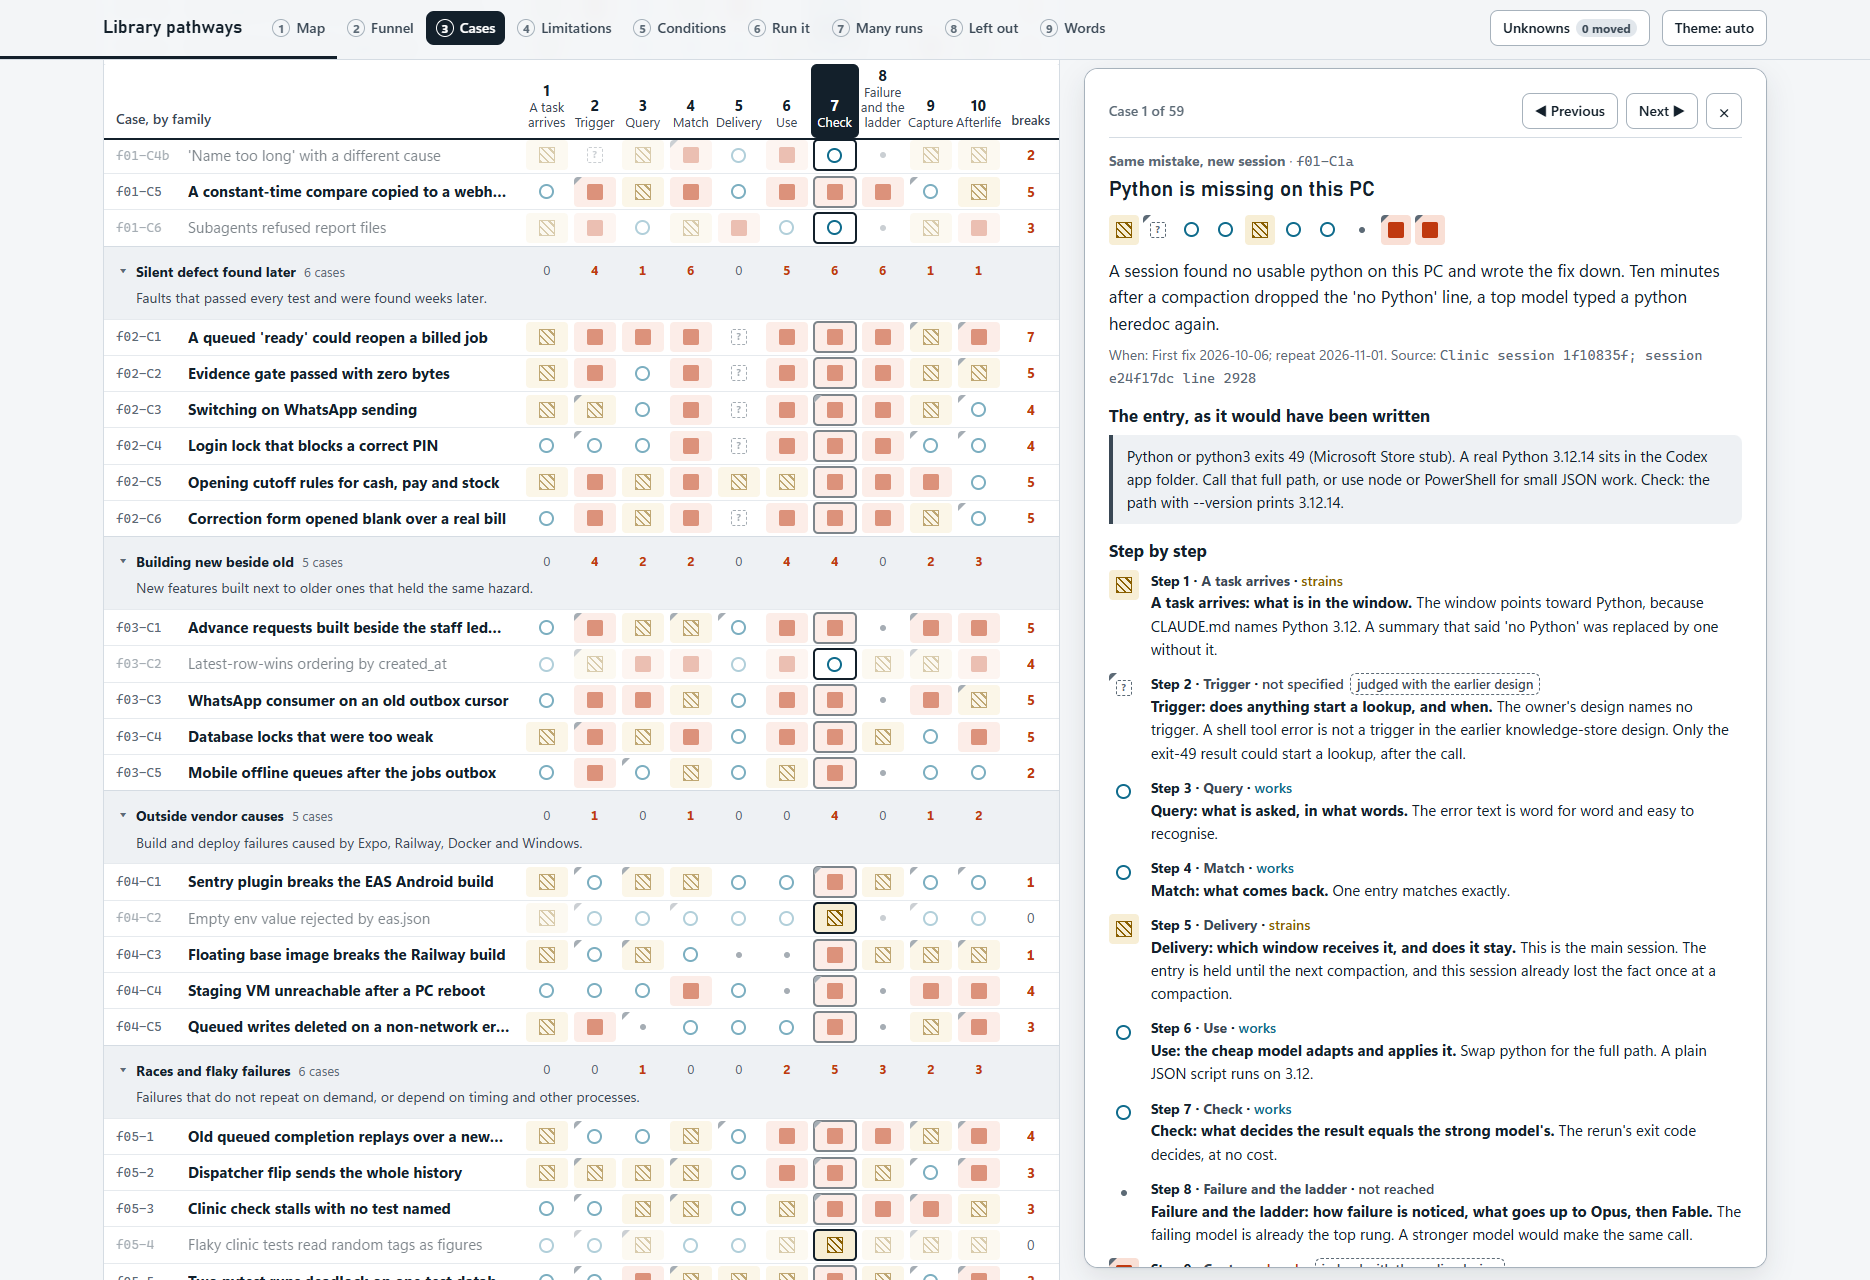 Library pathways
1 Map
2 Funnel
3 Cases
4 Limitations
5 Conditions
6 Run it
7 Many runs
8 Left out
9 Words
Unknowns 0 moved
Theme: auto
Case, by family
1 A task arrives
2 Trigger
3 Query
4 Match
5 Delivery
6 Use
7 Check
8 Failure and the ladder
9 Capture
10 Afterlife
breaks
f01-C4b 'Name too long' with a different cause ? 2
f01-C5 A constant-time compare copied to a webh... 5
f01-C6 Subagents refused report files 3
Silent defect found later 6 cases 0 4 1 6 0 5 6 6 1 1
Faults that passed every test and were found weeks later.
f02-C1 A queued 'ready' could reopen a billed job ? 7
f02-C2 Evidence gate passed with zero bytes ? 5
f02-C3 Switching on WhatsApp sending ? 4
f02-C4 Login lock that blocks a correct PIN ? 4
f02-C5 Opening cutoff rules for cash, pay and stock 5
f02-C6 Correction form opened blank over a real bill ? 5
Building new beside old 5 cases 0 4 2 2 0 4 4 0 2 3
New features built next to older ones that held the same hazard.
f03-C1 Advance requests built beside the staff led... 5
f03-C2 Latest-row-wins ordering by created_at 4
f03-C3 WhatsApp consumer on an old outbox cursor 5
f03-C4 Database locks that were too weak 5
f03-C5 Mobile offline queues after the jobs outbox 2
Outside vendor causes 5 cases 0 1 0 1 0 0 4 0 1 2
Build and deploy failures caused by Expo, Railway, Docker and Windows.
f04-C1 Sentry plugin breaks the EAS Android build 1
f04-C2 Empty env value rejected by eas.json 0
f04-C3 Floating base image breaks the Railway build 1
f04-C4 Staging VM unreachable after a PC reboot 4
f04-C5 Queued writes deleted on a non-network er... 3
Races and flaky failures 6 cases 0 0 1 0 0 2 5 3 2 3
Failures that do not repeat on demand, or depend on timing and other processes.
f05-1 Old queued completion replays over a new... 4
f05-2 Dispatcher flip sends the whole history 3
f05-3 Clinic check stalls with no test named 3
f05-4 Flaky clinic tests read random tags as figures 0
Case 1 of 59
◀ Previous
Next ▶
×
Same mistake, new session · f01-C1a
Python is missing on this PC
?
A session found no usable python on this PC and wrote the fix down. Ten minutes
after a compaction dropped the 'no Python' line, a top model typed a python
heredoc again.
When: First fix 2026-10-06; repeat 2026-11-01. Source: Clinic session 1f10835f; session
e24f17dc line 2928
The entry, as it would have been written
Python or python3 exits 49 (Microsoft Store stub). A real Python 3.12.14 sits in the Codex
app folder. Call that full path, or use node or PowerShell for small JSON work. Check: the
path with --version prints 3.12.14.
Step by step
Step 1 · A task arrives · strains
A task arrives: what is in the window. The window points toward Python, because
CLAUDE.md names Python 3.12. A summary that said 'no Python' was replaced by one
without it.
? Step 2 · Trigger · not specified judged with the earlier design
Trigger: does anything start a lookup, and when. The owner's design names no
trigger. A shell tool error is not a trigger in the earlier knowledge-store design. Only the
exit-49 result could start a lookup, after the call.
Step 3 · Query · works
Query: what is asked, in what words. The error text is word for word and easy to
recognise.
Step 4 · Match · works
Match: what comes back. One entry matches exactly.
Step 5 · Delivery · strains
Delivery: which window receives it, and does it stay. This is the main session. The
entry is held until the next compaction, and this session already lost the fact once at a
compaction.
Step 6 · Use · works
Use: the cheap model adapts and applies it. Swap python for the full path. A plain
JSON script runs on 3.12.
Step 7 · Check · works
Check: what decides the result equals the strong model's. The rerun's exit code
decides, at no cost.
Step 8 · Failure and the ladder · not reached
Failure and the ladder: how failure is noticed, what goes up to Opus, then Fable. The
failing model is already the top rung. A stronger model would make the same call.